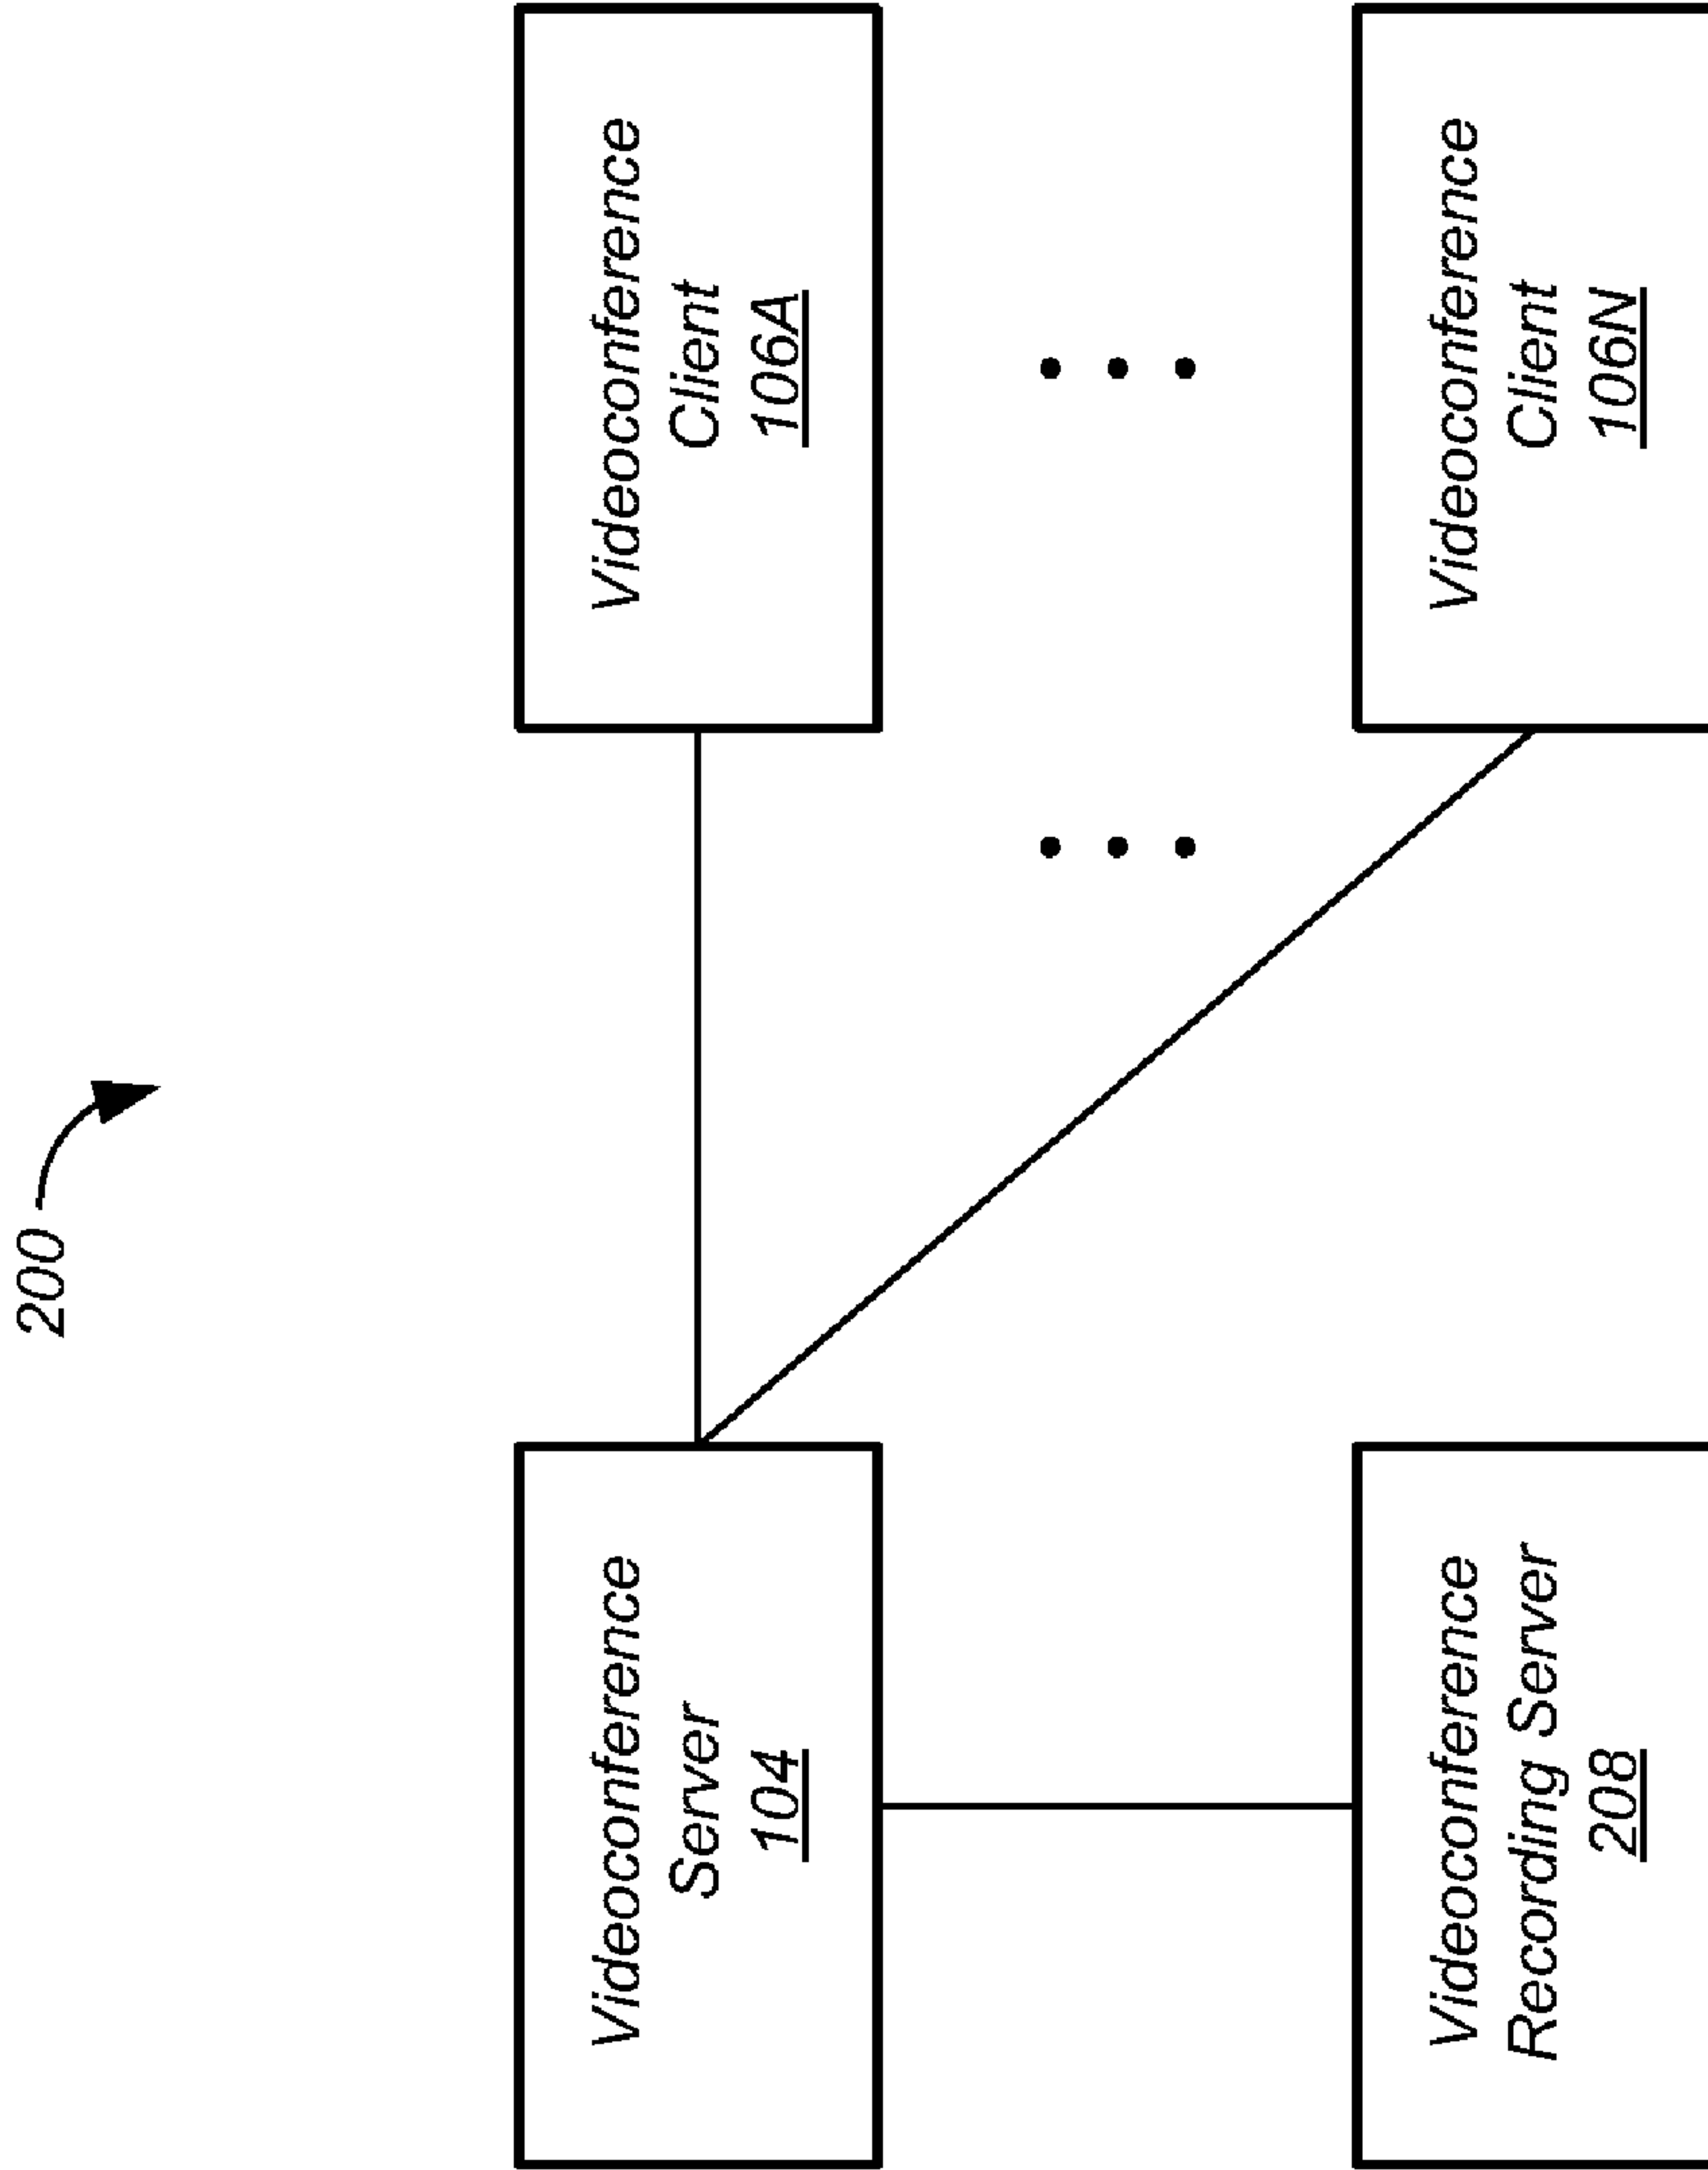 200
Videoconference
Server
104
Videoconference
Client
106A
Videoconference
Recording Server
208
Videoconference
Client
106N